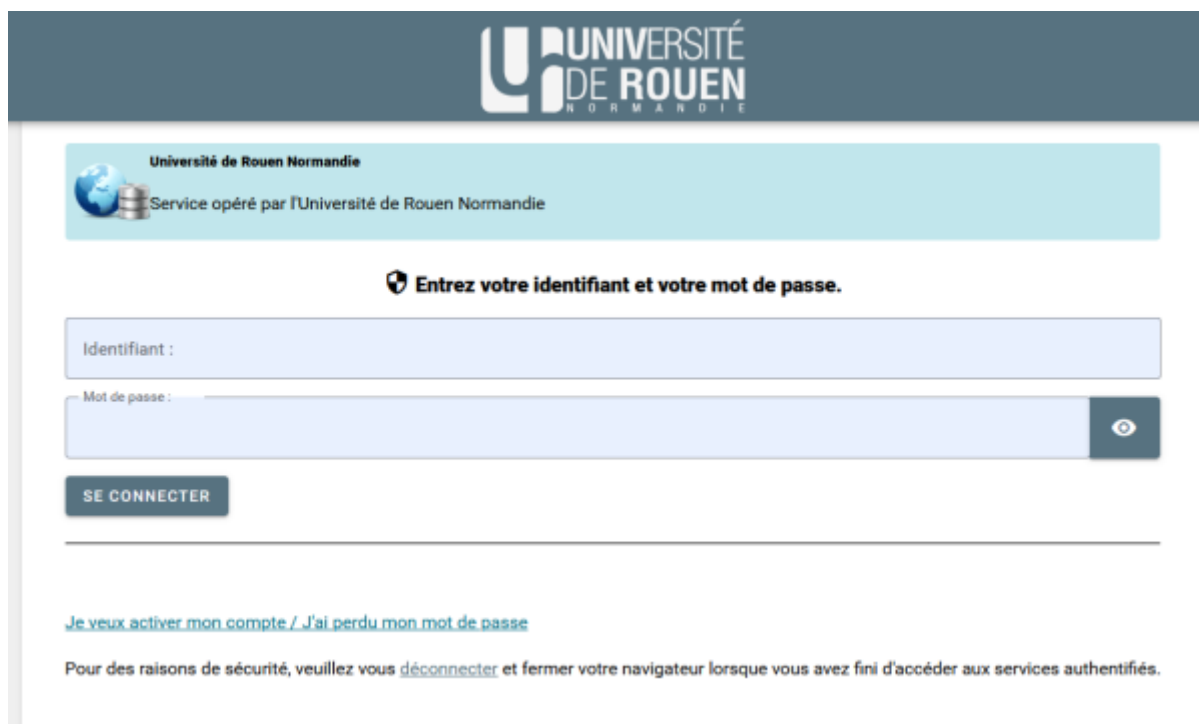 UNIVERSITÉ
DE ROUEN
NORMANDIE
Université de Rouen Normandie
Service opéré par l'Université de Rouen Normandie
Entrez votre identifiant et votre mot de passe.
Identifiant :
Mot de passe :
SE CONNECTER
Je veux activer mon compte / J'ai perdu mon mot de passe
Pour des raisons de sécurité, veuillez vous déconnecter et fermer votre navigateur lorsque vous avez fini d'accéder aux services authentifiés.